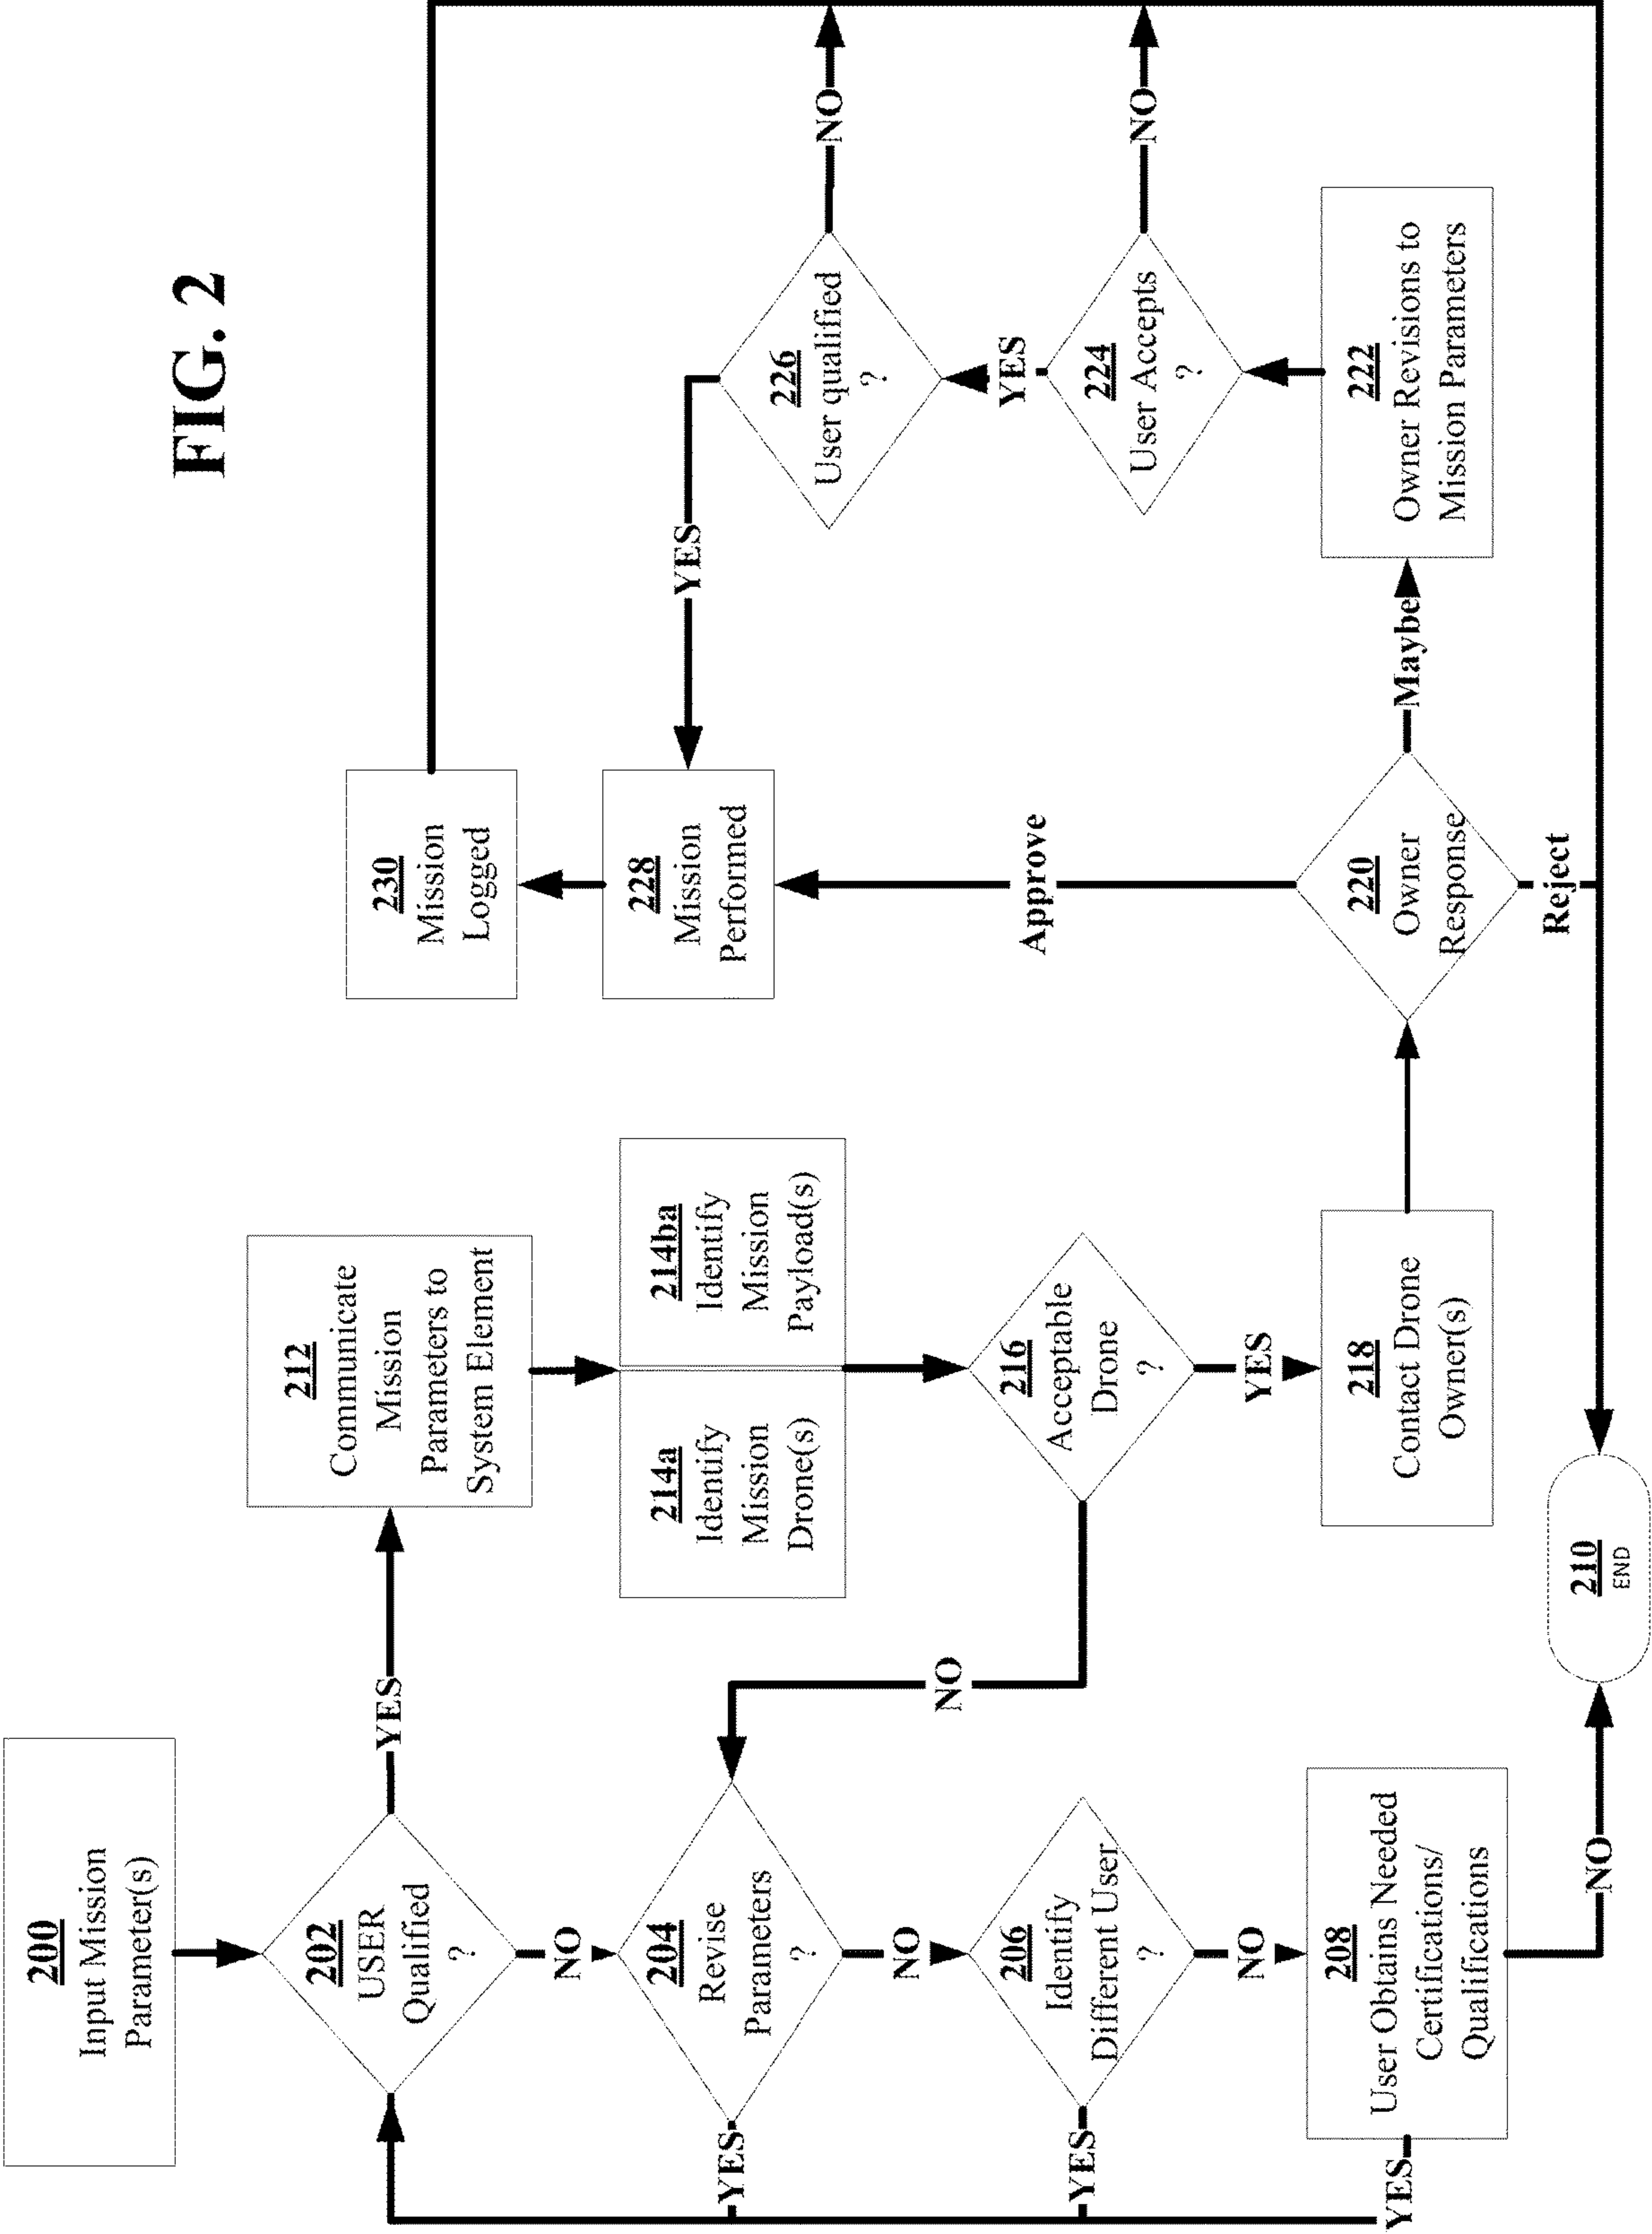 FIG. 2
200
Input Mission
Parameter(s)
202
USER
Qualified
?
YES
NO
204
Revise
Parameters
?
YES
NO
206
Identify
Different User
?
YES
NO
208
User Obtains Needed
Certifications/
Qualifications
YES
NO
210
END
212
Communicate
Mission
Parameters to
System Element
214a
Identify
Mission
Drone(s)
214ba
Identify
Mission
Payload(s)
216
Acceptable
Drone
?
NO
YES
218
Contact Drone
Owner(s)
220
Owner
Response
Approve
Maybe
Reject
222
Owner Revisions to
Mission Parameters
224
User Accepts
?
NO
YES
226
User qualified
?
NO
YES
228
Mission
Performed
230
Mission
Logged